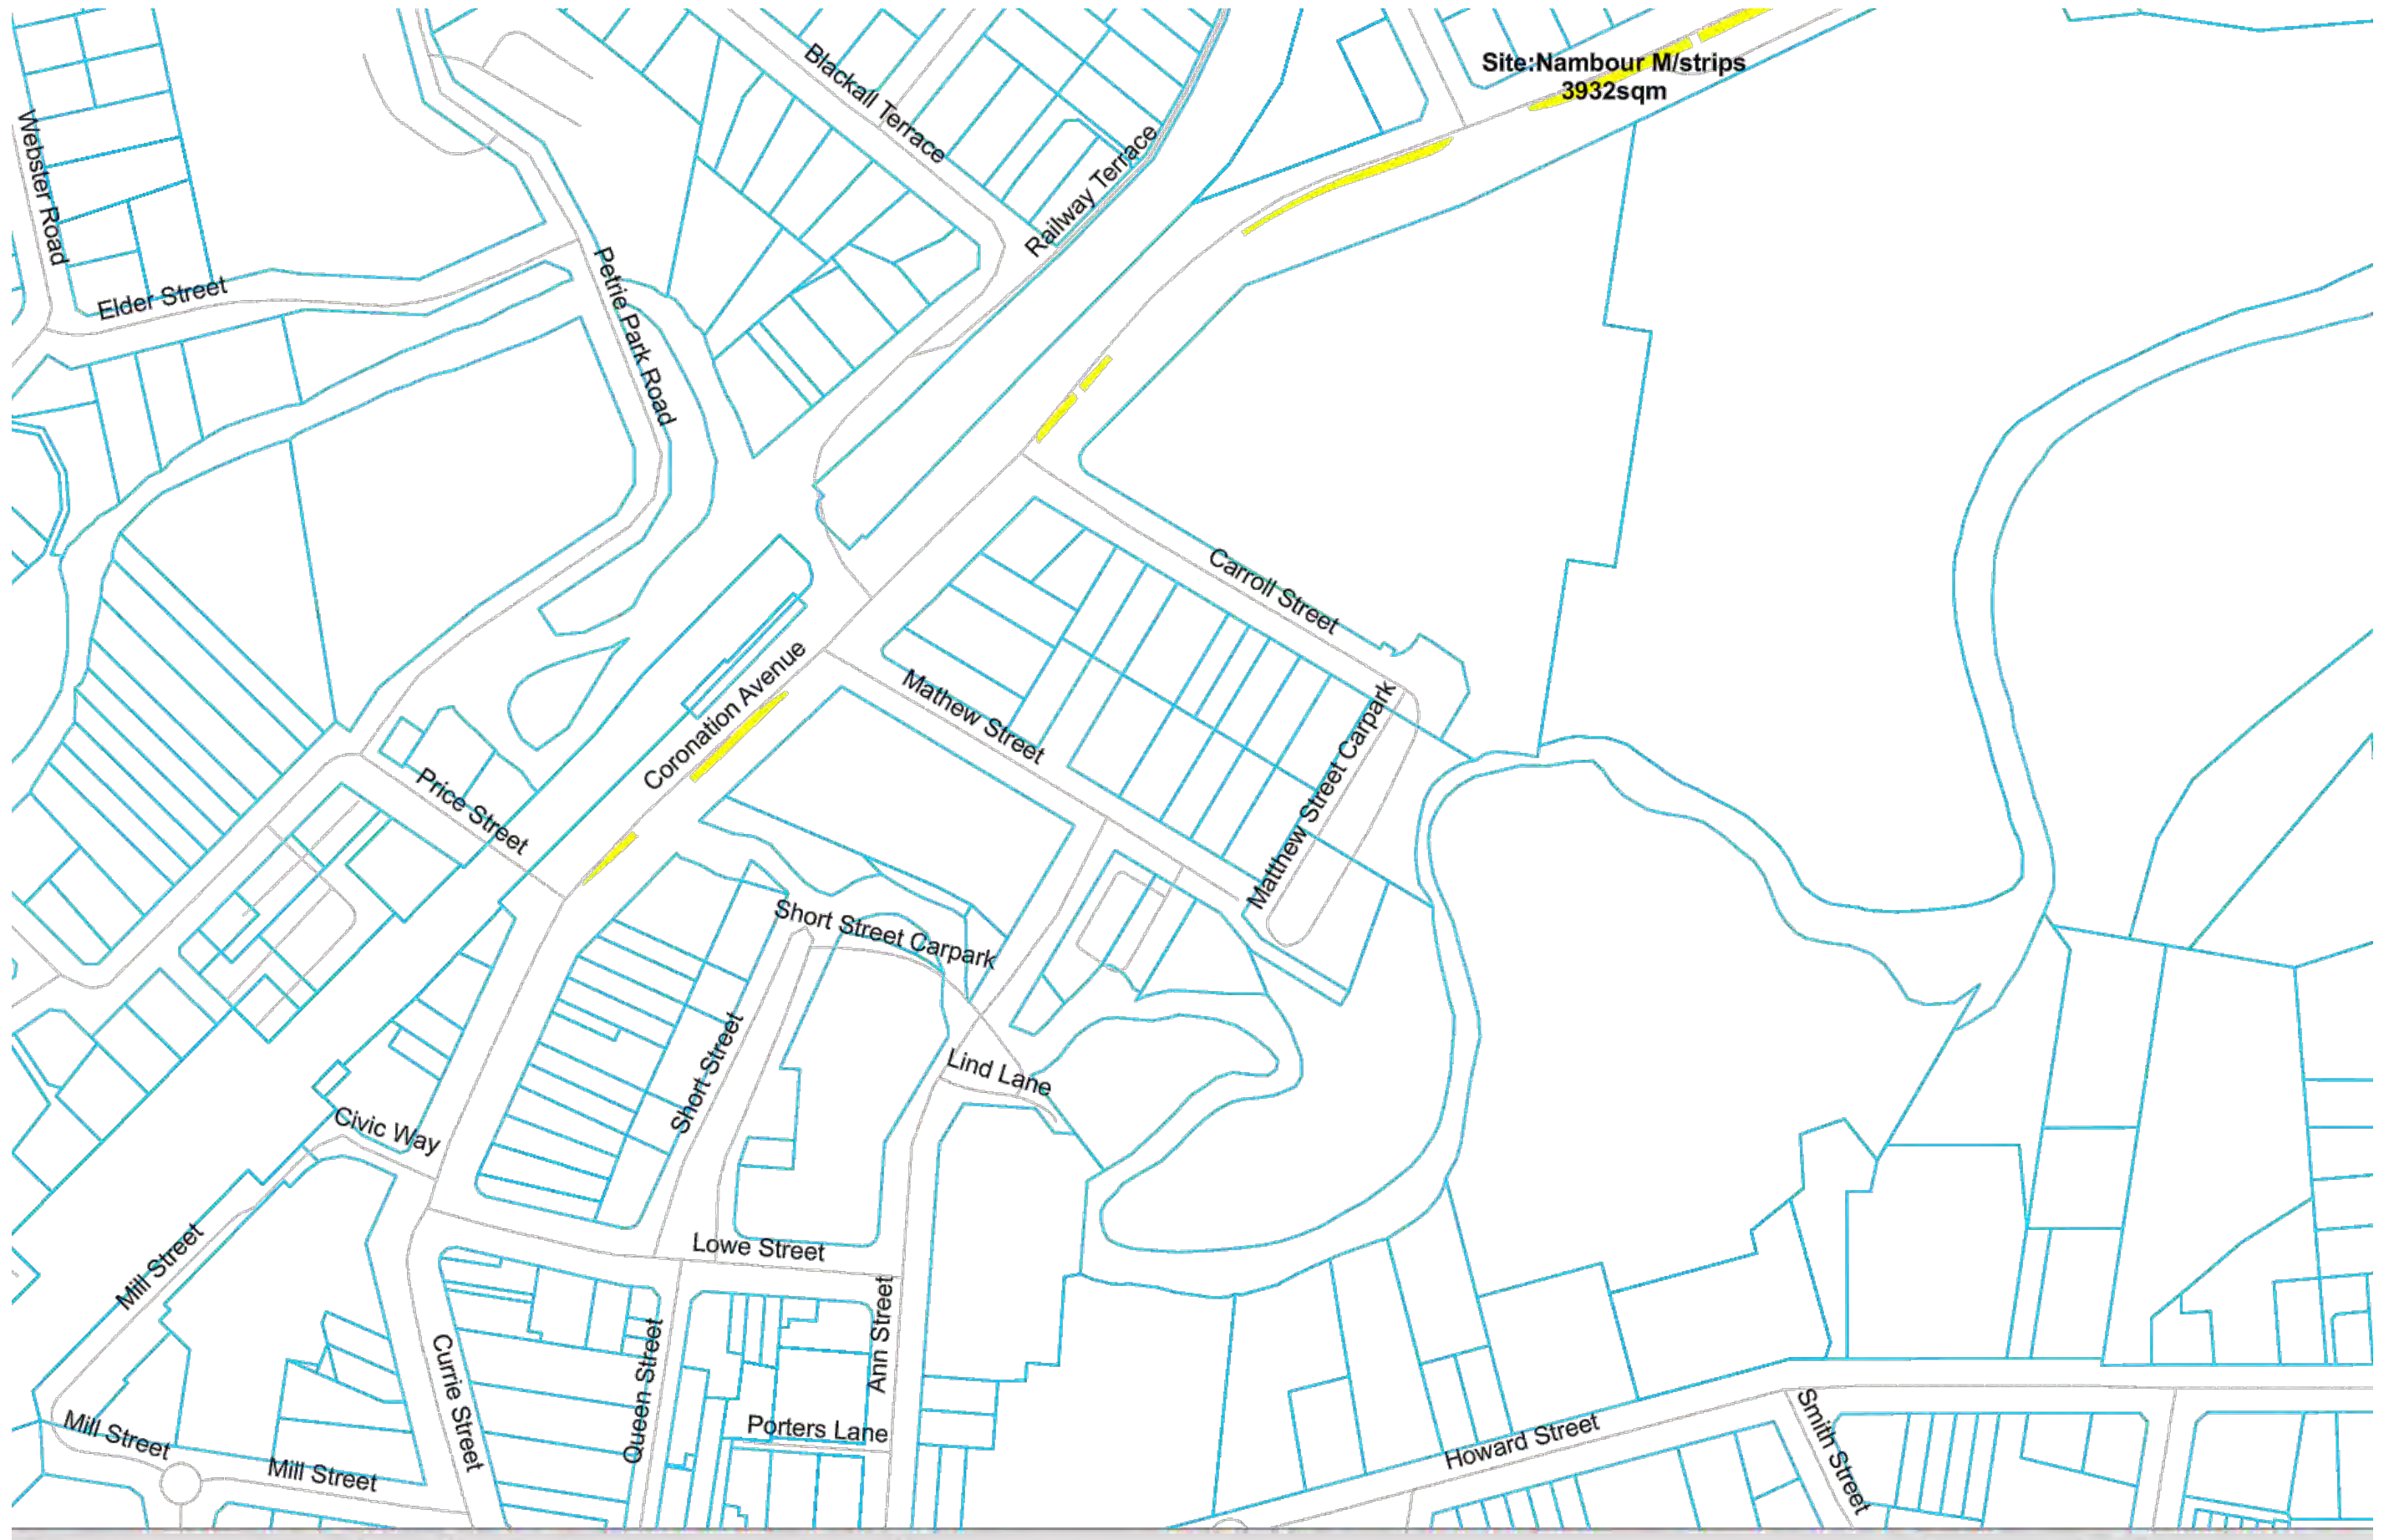 Site:Nambour M/strips
3932sqm
Blackall Terrace
Webster Road
Railway Terrace
Elder Street
Petrie Park Road
Carroll Street
Coronation Avenue
Mathew Street
Matthew Street Carpark
Price Street
Short Street Carpark
Short Street
Lind Lane
Civic Way
Mill Street
Lowe Street
Ann Street
Currie Street
Queen Street
Porters Lane
Mill Street
Mill Street
Howard Street
Smith Street